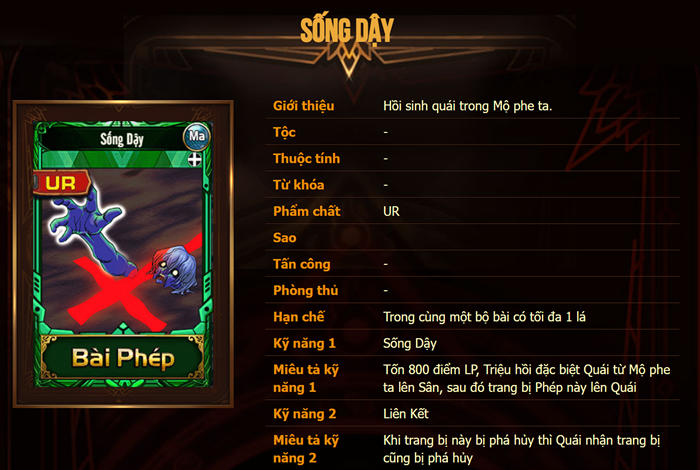 SỐNG DẬY
Sống Dậy
Ma
UR
Bài Phép
Giới thiệu Hồi sinh quái trong Mộ phe ta.
Tộc -
Thuộc tính -
Từ khóa -
Phẩm chất UR
Sao
Tấn công -
Phòng thủ -
Hạn chế Trong cùng một bộ bài có tối đa 1 lá
Kỹ năng 1 Sống Dậy
Miêu tả kỹ năng 1 Tốn 800 điểm LP, Triệu hồi đặc biệt Quái từ Mộ phe
ta lên Sân, sau đó trang bị Phép này lên Quái
Kỹ năng 2 Liên Kết
Miêu tả kỹ năng 2 Khi trang bị này bị phá hủy thì Quái nhận trang bị
cũng bị phá hủy